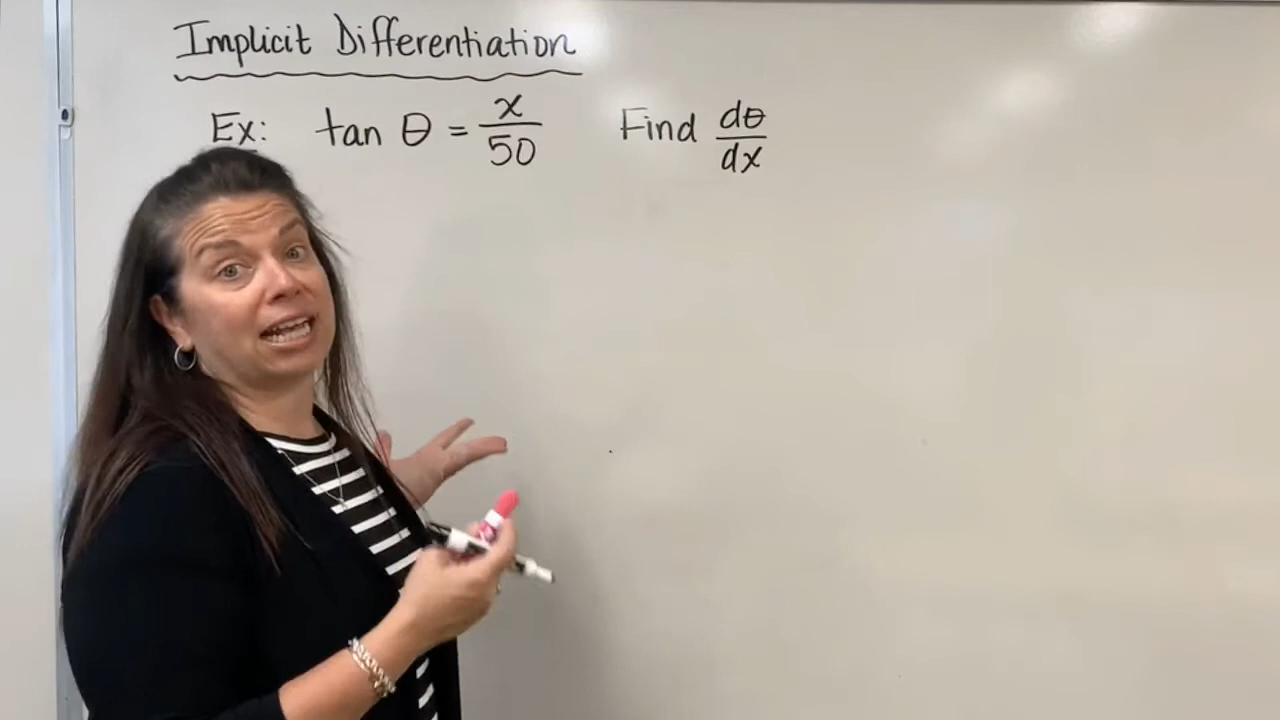 Implicit Differentiation
Ex: tan θ = x/50 Find dθ/dx